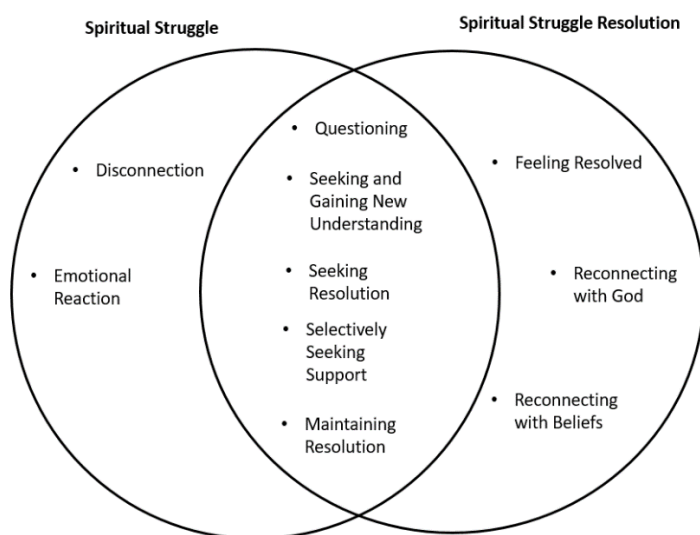 Spiritual Struggle
Spiritual Struggle Resolution
• Disconnection
• Emotional
Reaction
• Questioning
• Seeking and
Gaining New
Understanding
• Seeking
Resolution
• Selectively
Seeking
Support
• Maintaining
Resolution
• Feeling Resolved
• Reconnecting
with God
• Reconnecting
with Beliefs